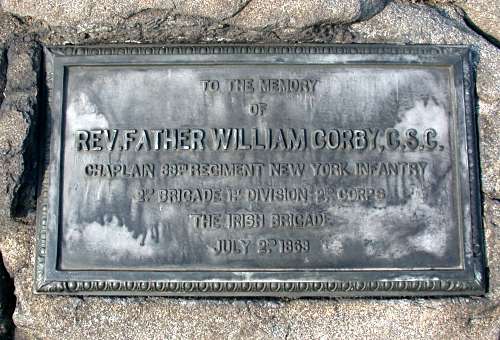 TO THE MEMORY
OF
REV. FATHER WILLIAM CORBY, C.S.C.
CHAPLAIN 88TH REGIMENT NEW YORK INFANTRY
2D BRIGADE 1ST DIVISION 2D CORPS
THE IRISH BRIGADE
JULY 2D 1863